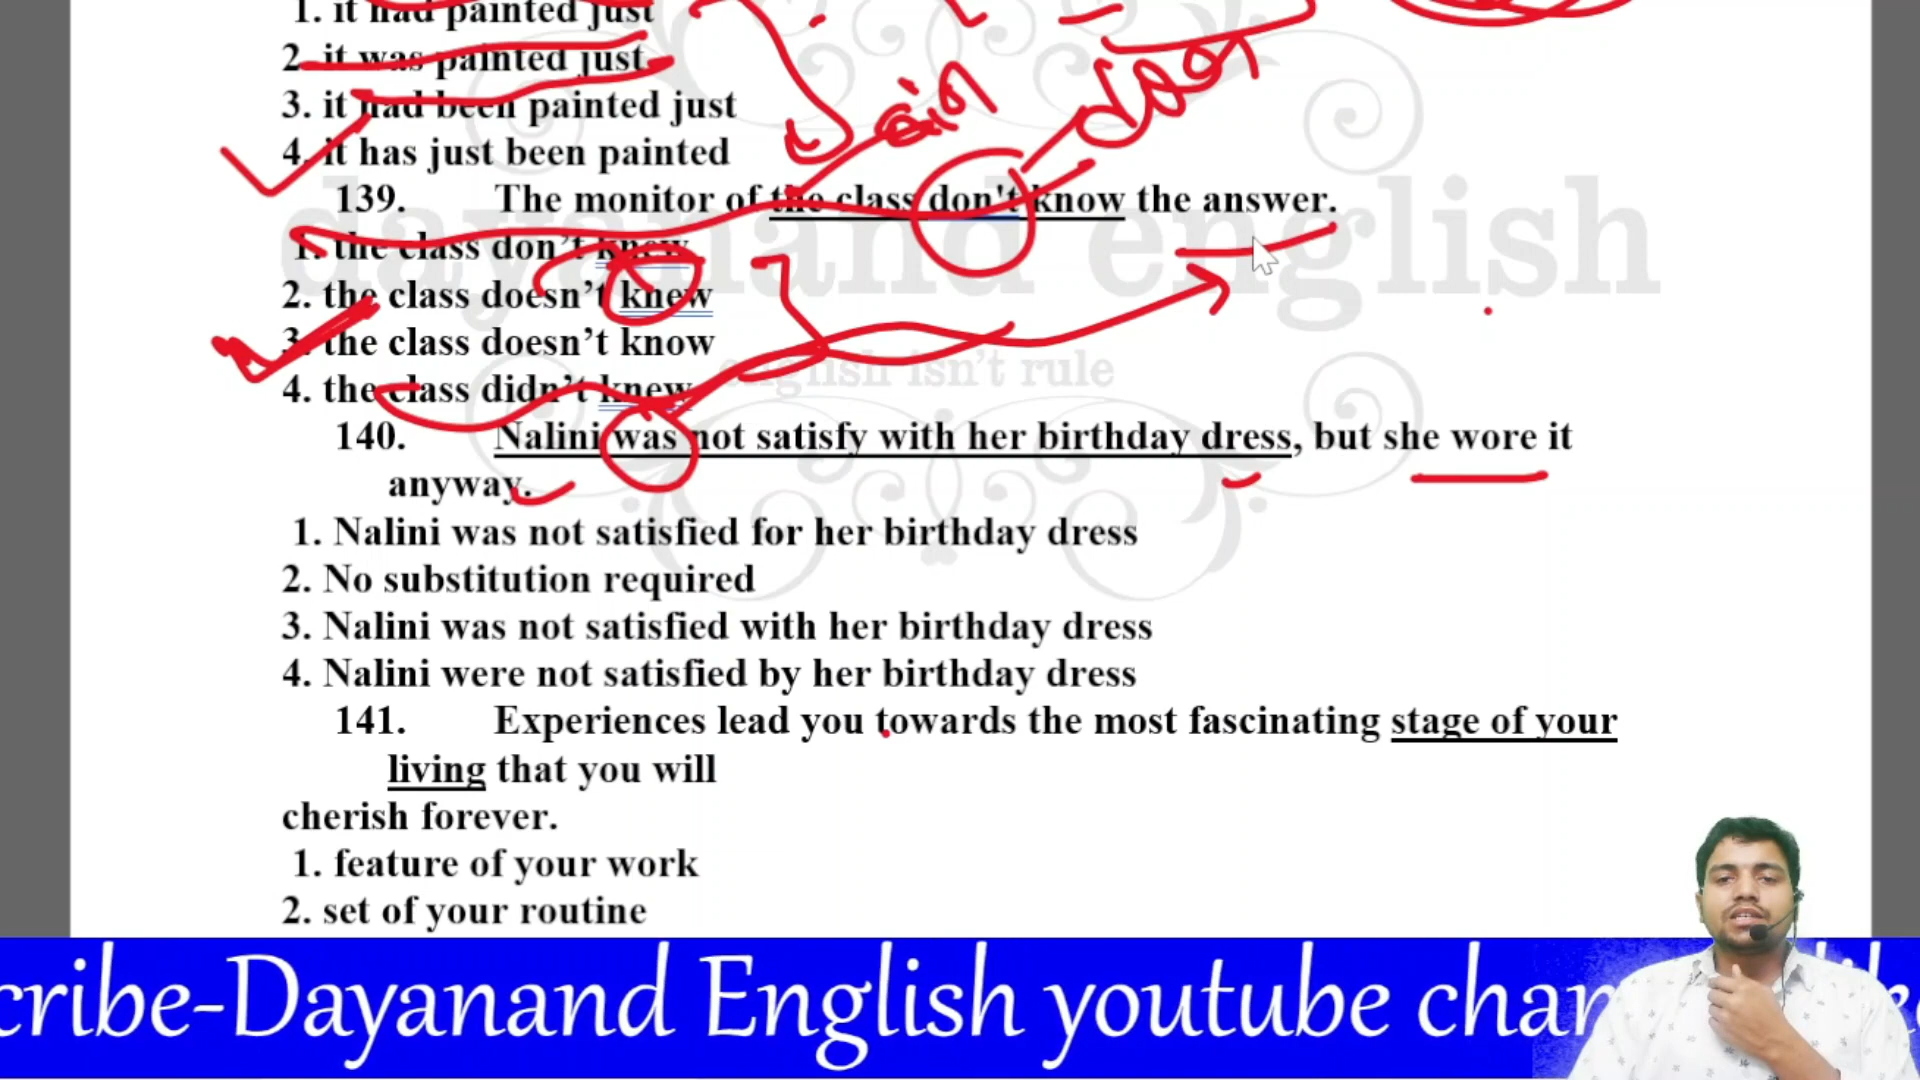 1. it had painted just
2. it was painted just
3. it had been painted just
4. it has just been painted
139. The monitor of the class don't know the answer.
1. the class don't knew
2. the class doesn't knew
3. the class doesn't know
4. the class didn't knew
140. Nalini was not satisfy with her birthday dress, but she wore it
anyway.
1. Nalini was not satisfied for her birthday dress
2. No substitution required
3. Nalini was not satisfied with her birthday dress
4. Nalini were not satisfied by her birthday dress
141. Experiences lead you towards the most fascinating stage of your
living that you will
cherish forever.
1. feature of your work
2. set of your routine
dayanand english
english isn't rule
cribe-Dayanand English youtube chan